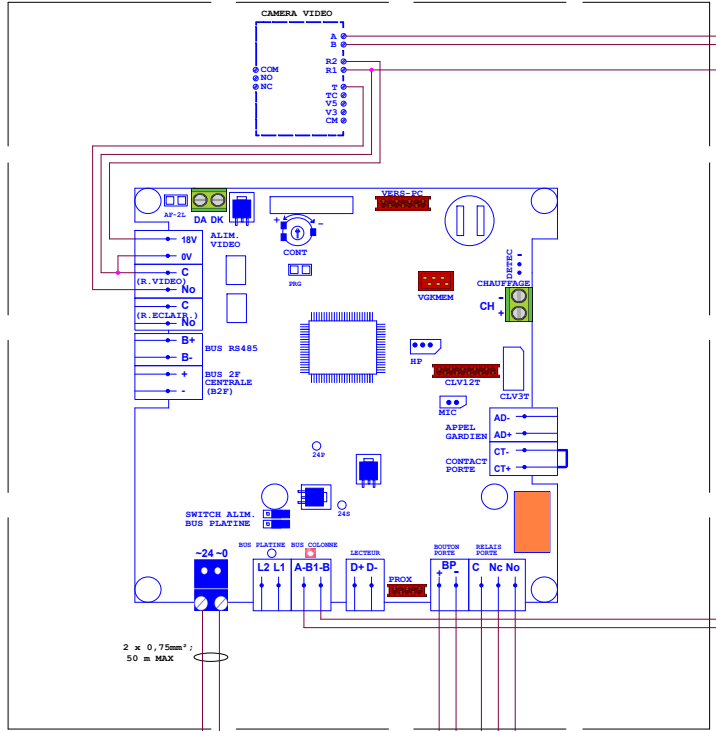 CAMERA VIDEO
A
B
R2
R1
COM
NO
NC
T
TC
V5
V3
CM
AF-2L
DA DK
VERS-PC
+ -
CONT
ALIM.
VIDEO
18V
0V
C
(R.VIDEO)
No
C
(R.ECLAIR.)
No
B+
BUS RS485
B-
+
BUS 2F
CENTRALE
(B2F)
-
PRG
VGKMEM
DETEC
CHAUFFAGE
-
CH
+
HP
CLV12T
CLV3T
MIC
AD-
APPEL
GARDIEN
AD+
CT-
CONTACT
PORTE
CT+
24P
24S
SWITCH ALIM.
BUS PLATINE
~24 ~0
BUS PLATINE
BUS COLONNE
LECTEUR
BOUTON
PORTE
RELAIS
PORTE
L2 L1
A-B1-B
D+ D-
PROX
BP
+ -
C Nc No
2 x 0,75mm²;
50 m MAX